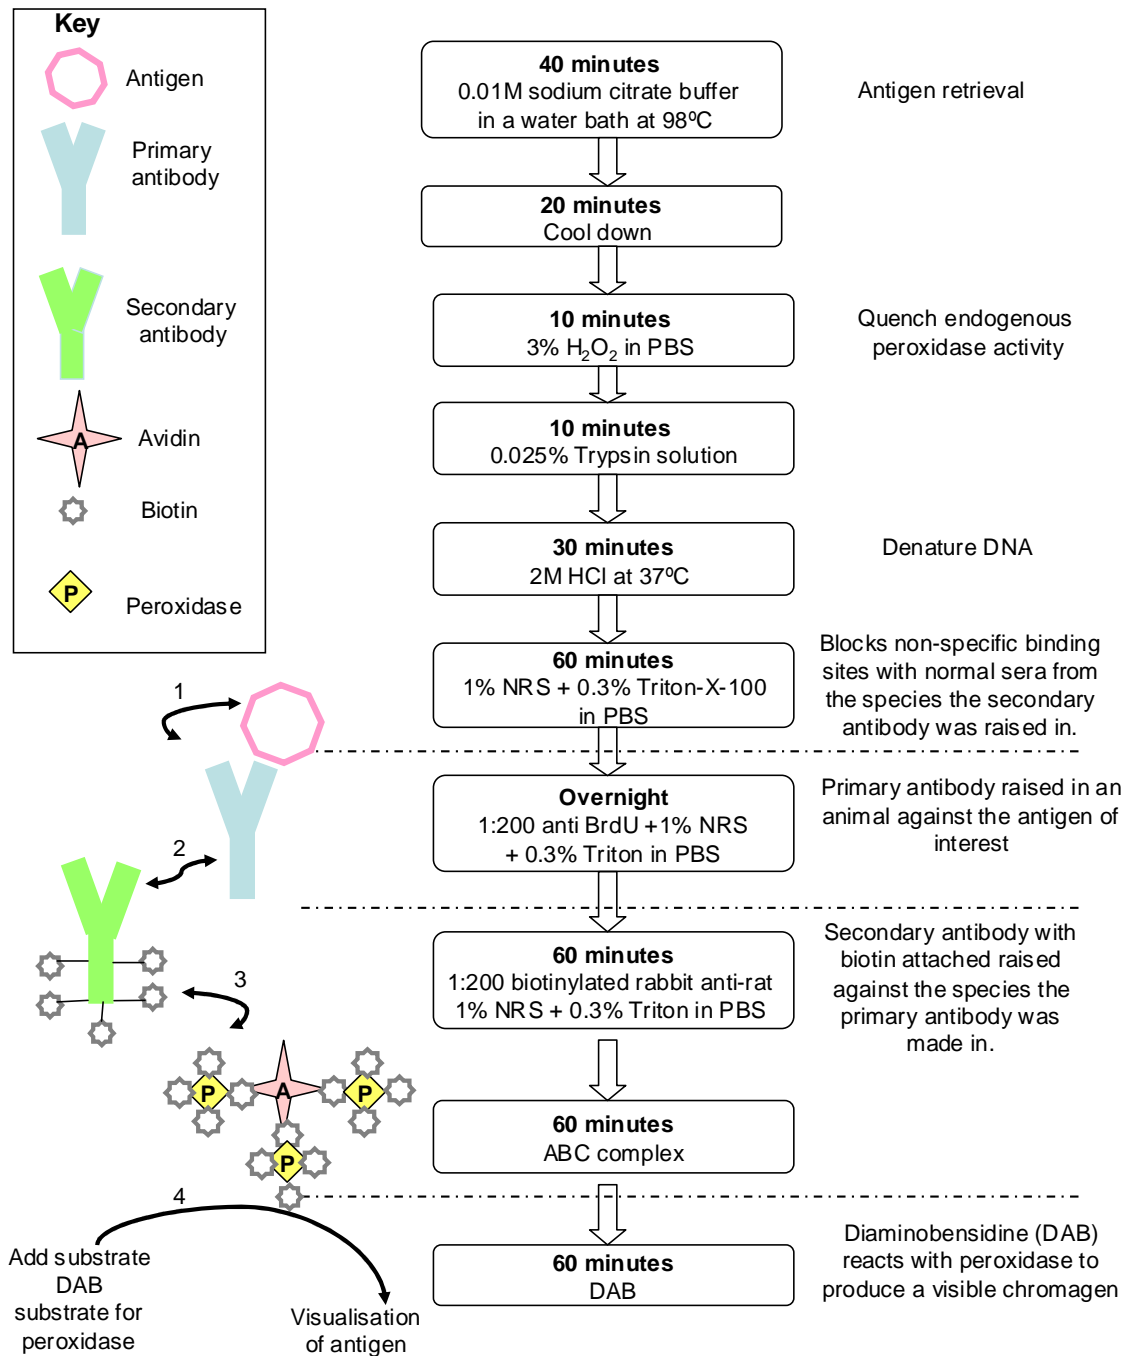 Key
Antigen
Primary
antibody
Secondary
antibody
A
Avidin
Biotin
P
Peroxidase
40 minutes
0.01M sodium citrate buffer
in a water bath at 98ºC
Antigen retrieval
20 minutes
Cool down
10 minutes
3% H₂O₂ in PBS
Quench endogenous
peroxidase activity
10 minutes
0.025% Trypsin solution
30 minutes
2M HCl at 37ºC
Denature DNA
60 minutes
1% NRS + 0.3% Triton-X-100
in PBS
Blocks non-specific binding
sites with normal sera from
the species the secondary
antibody was raised in.
1
Overnight
1:200 anti BrdU +1% NRS
+ 0.3% Triton in PBS
Primary antibody raised in an
animal against the antigen of
interest
2
60 minutes
1:200 biotinylated rabbit anti-rat
1% NRS + 0.3% Triton in PBS
Secondary antibody with
biotin attached raised
against the species the
primary antibody was
made in.
3
P
A
P
P
60 minutes
ABC complex
4
Add substrate
DAB
substrate for
peroxidase
Visualisation
of antigen
60 minutes
DAB
Diaminobensidine (DAB)
reacts with peroxidase to
produce a visible chromagen